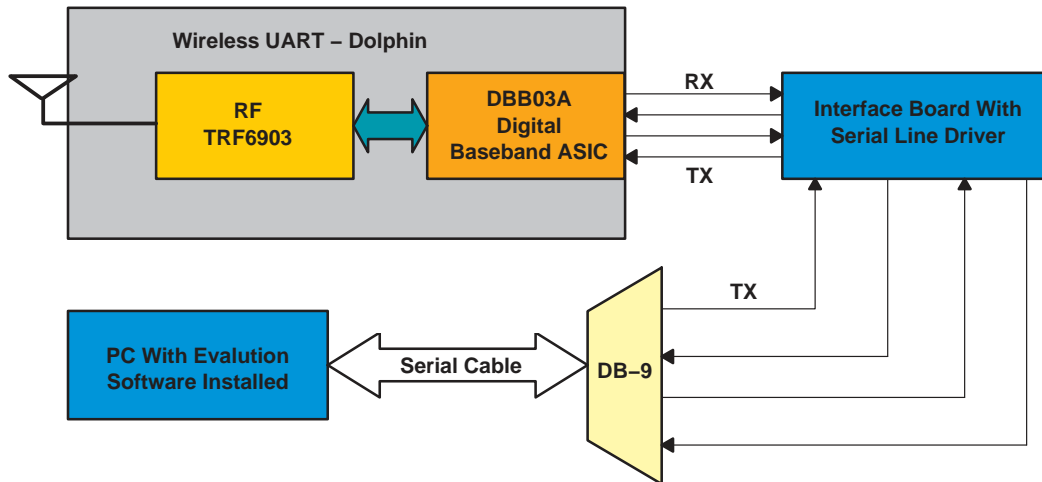 Wireless UART – Dolphin
RF
TRF6903
DBB03A
Digital
Baseband ASIC
RX
TX
Interface Board With
Serial Line Driver
TX
PC With Evalution
Software Installed
Serial Cable
DB–9